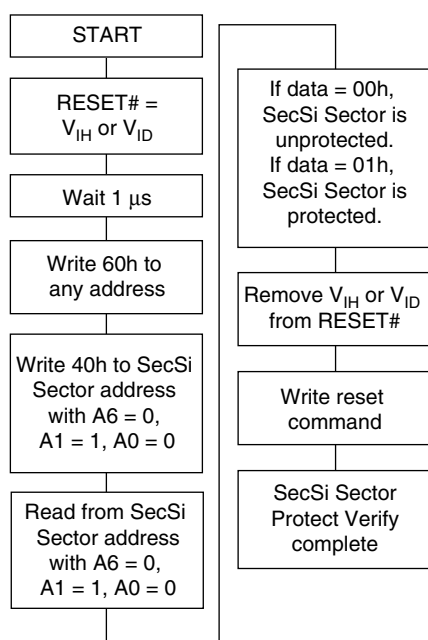 START
RESET# =
V_IH or V_ID
Wait 1 µs
Write 60h to
any address
Write 40h to SecSi
Sector address
with A6 = 0,
A1 = 1, A0 = 0
Read from SecSi
Sector address
with A6 = 0,
A1 = 1, A0 = 0
If data = 00h,
SecSi Sector is
unprotected.
If data = 01h,
SecSi Sector is
protected.
Remove V_IH or V_ID
from RESET#
Write reset
command
SecSi Sector
Protect Verify
complete